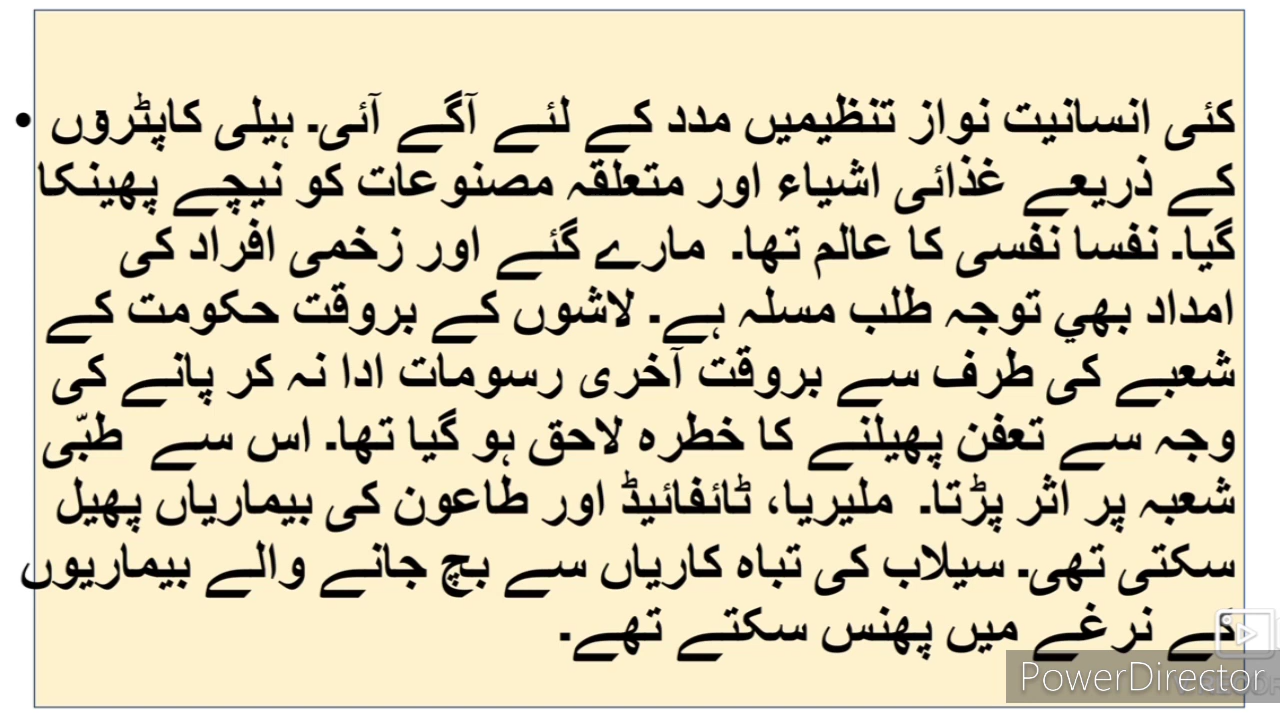 • کئی انسانیت نواز تنظیمیں مدد کے لئے آگے آئی۔ ہیلی کاپٹروں
کے ذریعے غذائی اشیاء اور متعلقہ مصنوعات کو نیچے پھینکا
گیا۔ نفسا نفسی کا عالم تھا۔ مارے گئے اور زخمی افراد کی
امداد بھي توجہ طلب مسلہ ہے۔ لاشوں کے بروقت حکومت کے
شعبے کی طرف سے بروقت آخری رسومات ادا نہ کر پانے کی
وجہ سے تعفن پھیلنے کا خطرہ لاحق ہو گیا تھا۔ اس سے طبّی
شعبہ پر اثر پڑتا۔ ملیریا، ٹائفائیڈ اور طاعون کی بیماریاں پھیل
سکتی تھی۔ سیلاب کی تباہ کاریاں سے بچ جانے والے بیماریوں
کے نرغے میں پھنس سکتے تھے۔
PowerDirector